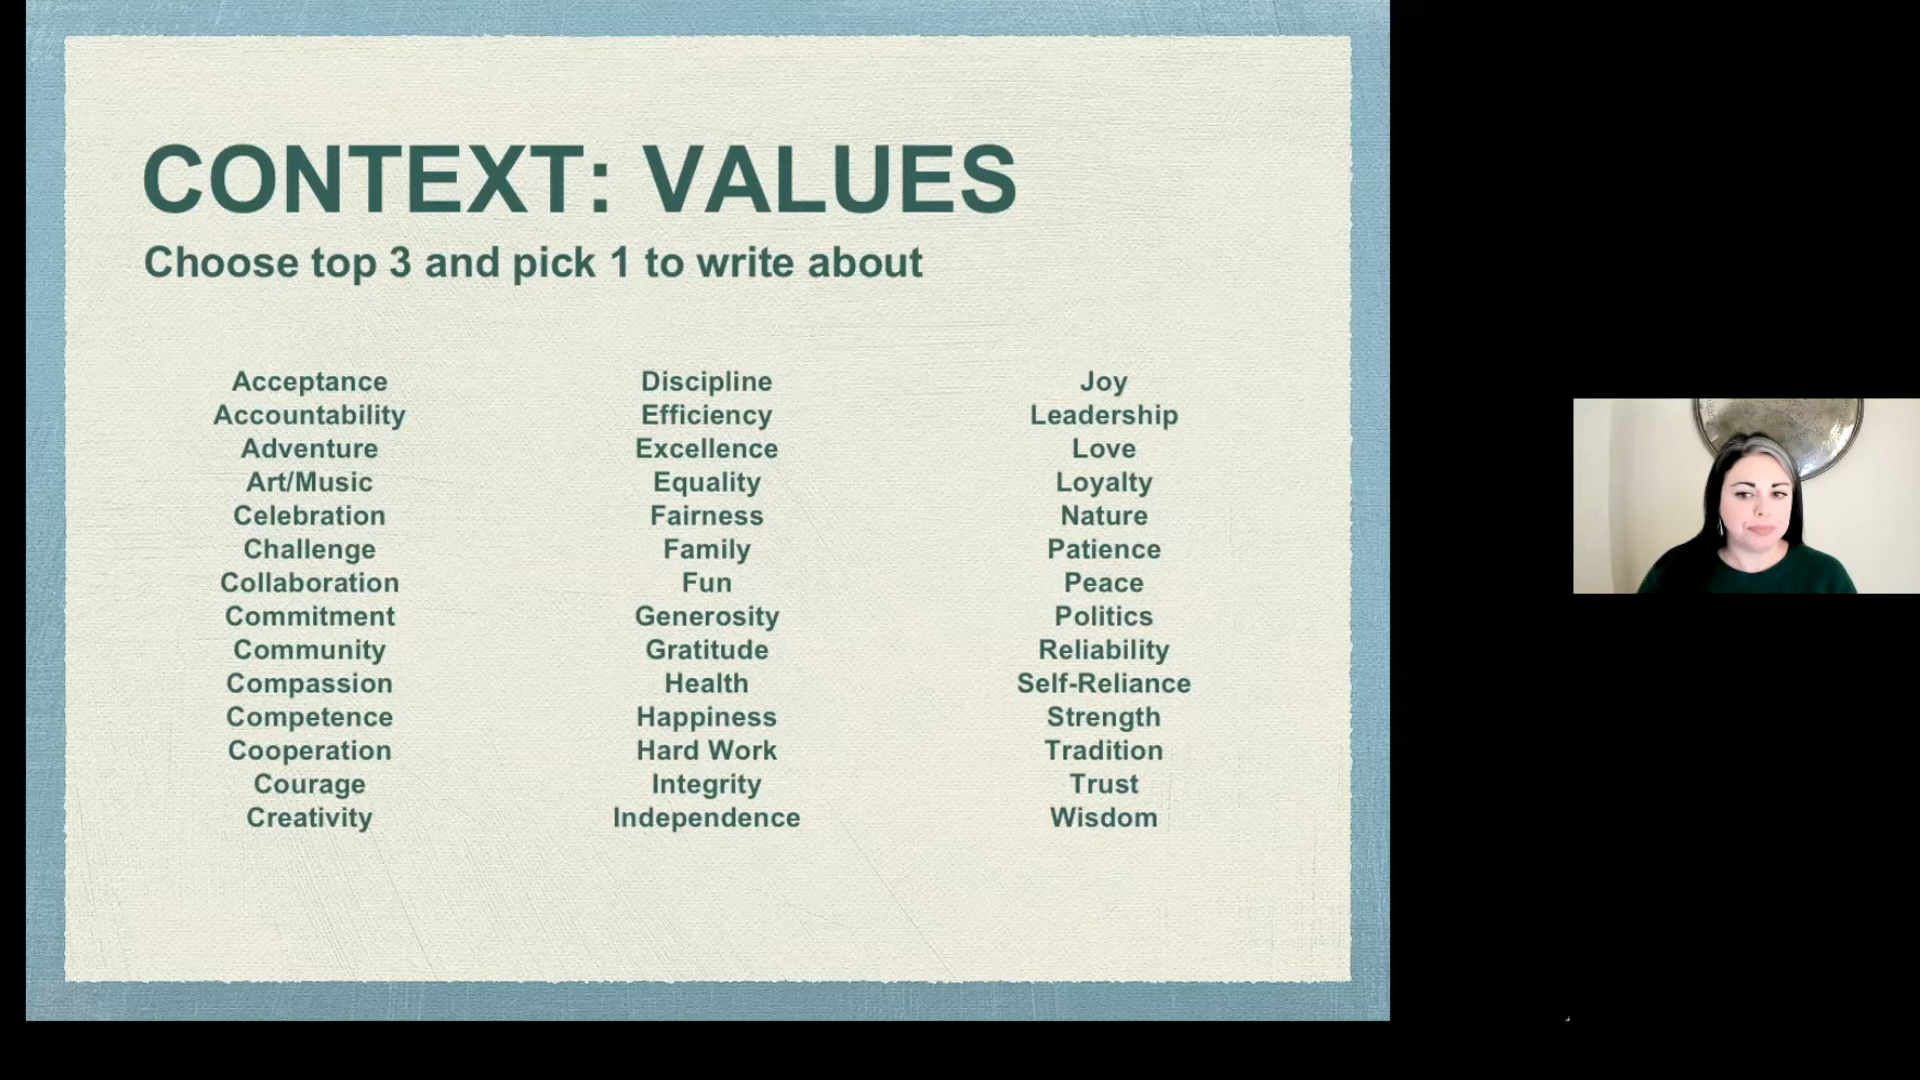 CONTEXT: VALUES
Choose top 3 and pick 1 to write about
Acceptance
Accountability
Adventure
Art/Music
Celebration
Challenge
Collaboration
Commitment
Community
Compassion
Competence
Cooperation
Courage
Creativity
Discipline
Efficiency
Excellence
Equality
Fairness
Family
Fun
Generosity
Gratitude
Health
Happiness
Hard Work
Integrity
Independence
Joy
Leadership
Love
Loyalty
Nature
Patience
Peace
Politics
Reliability
Self-Reliance
Strength
Tradition
Trust
Wisdom